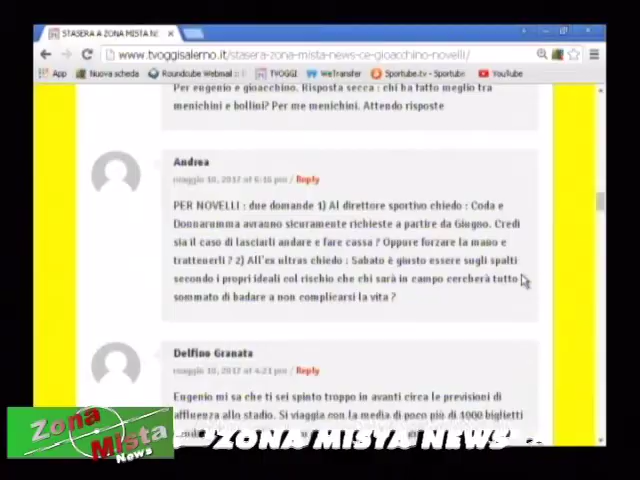 STASERA A ZONA MISTA NE
www.tvoggisalerno.it/stasera-zona-mista-news-ce-gioacchino-novelli/
App Nuova scheda Roundcube Webmail :: TVOGGI WeTransfer Sportube.tv - Sportube YouTube
Per eugenio e gioacchino. Risposta secca : chi ha fatto meglio tra
menichini e bollini? Per me menichini. Attendo risposte
Andrea
maggio 18, 2017 at 6:16 pm / Reply
PER NOVELLI : due domande 1) Al direttore sportivo chiedo : Coda e
Donnarumma avranno sicuramente richieste a partire da Giugno. Credi
sia il caso di lasciarli andare e fare cassa ? Oppure forzare la mano e
trattenerli ? 2) All'ex ultras chiedo : Sabato è giusto essere sugli spalti
secondo i propri ideali col rischio che chi sarà in campo cercherà tutto
sommato di badare a non complicarsi la vita ?
Delfino Granata
maggio 18, 2017 at 4:21 pm / Reply
Eugenio mi sa che ti sei spinto troppo in avanti circa le previsioni di
affluenza allo stadio. Si viaggia con la media di poco più di 1000 biglietti
Zona
Mista
News
ZONA MISTA NEWS